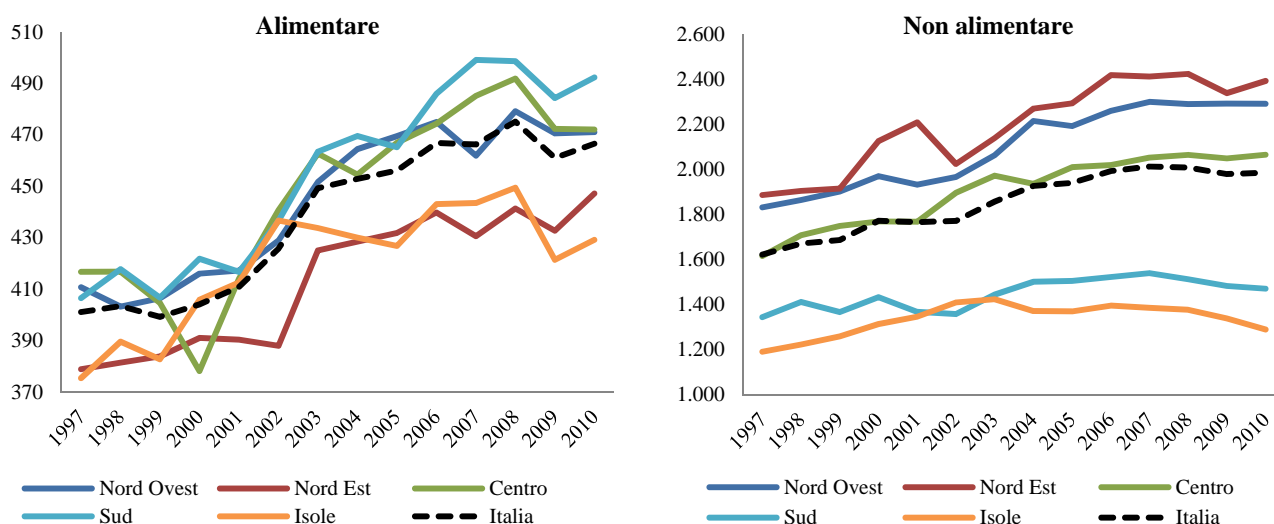 Alimentare
510
490
470
450
430
410
390
370
1997 1998 1999 2000 2001 2002 2003 2004 2005 2006 2007 2008 2009 2010
Nord Ovest Nord Est Centro
Sud Isole Italia
Non alimentare
2.600
2.400
2.200
2.000
1.800
1.600
1.400
1.200
1.000
1997 1998 1999 2000 2001 2002 2003 2004 2005 2006 2007 2008 2009 2010
Nord Ovest Nord Est Centro
Sud Isole Italia